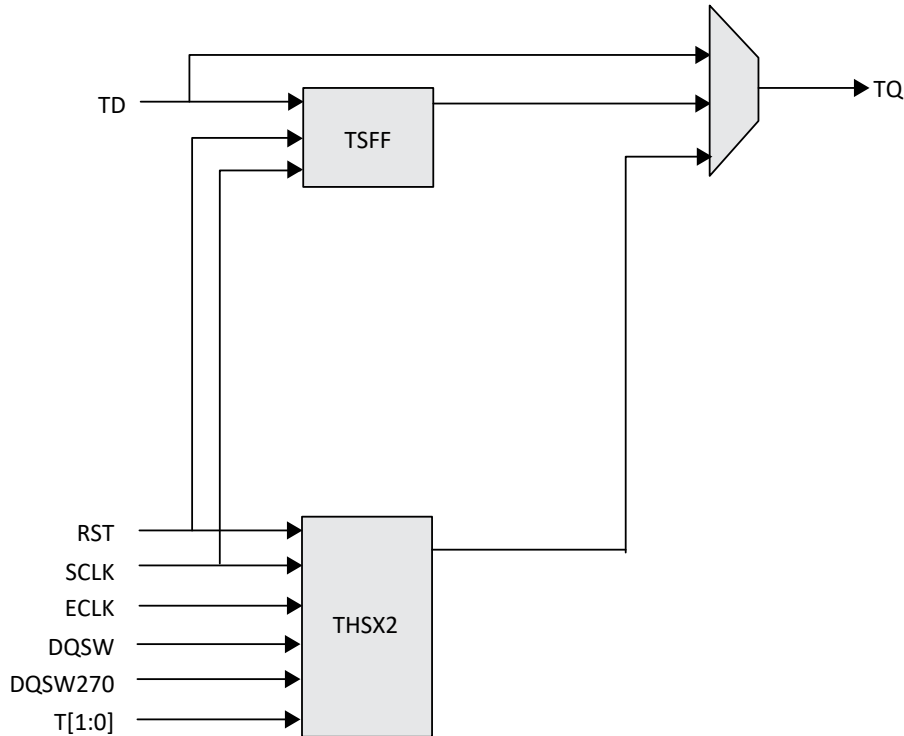 TD
TSFF
TQ
RST
SCLK
ECLK
DQSW
DQSW270
T[1:0]
THSX2